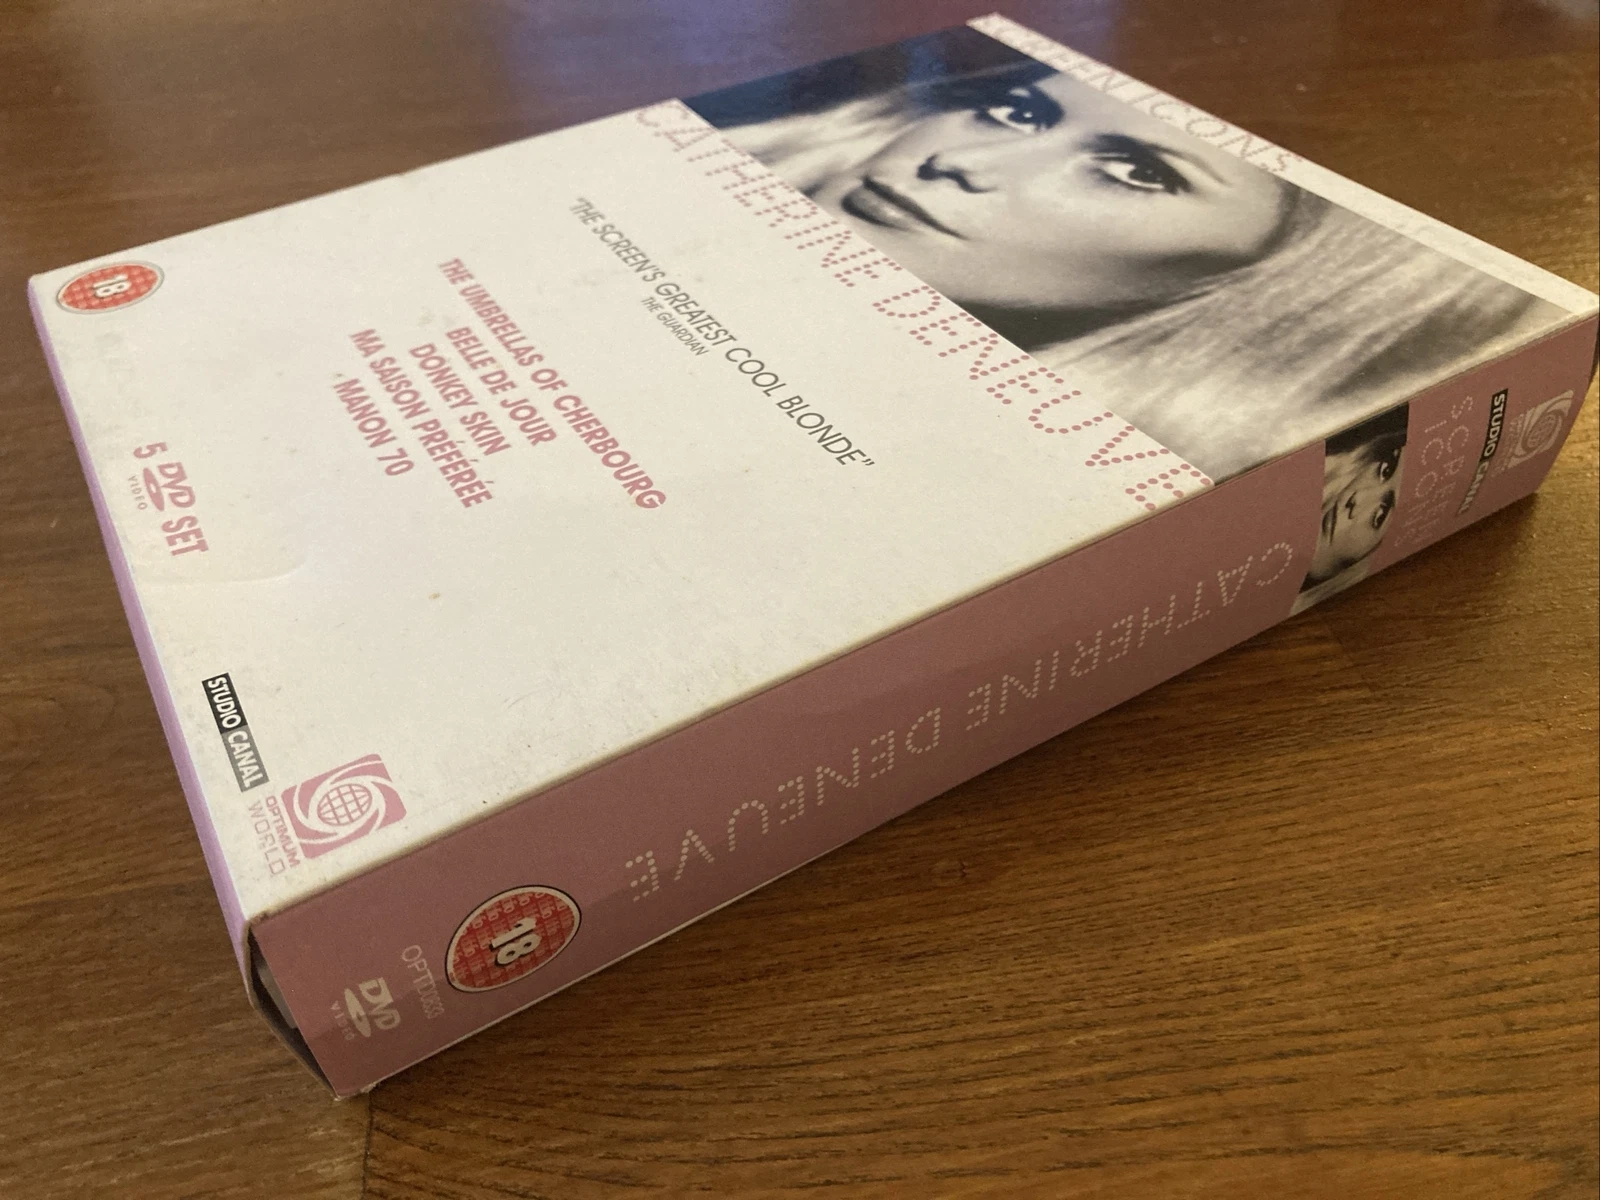 SCREEN ICONS
CATHERINE DENEUVE
"THE SCREEN'S GREATEST COOL BLONDE"
THE GUARDIAN
THE UMBRELLAS OF CHERBOURG
BELLE DE JOUR
DONKEY SKIN
MA SAISON PRÉFÉRÉE
MANON 70
18
5 DVD SET
VIDEO
STUDIO CANAL
OPTIMUM
WORLD
STUDIO CANAL
SCREEN
ICONS
CATHERINE DENEUVE
18
DVD
VIDEO